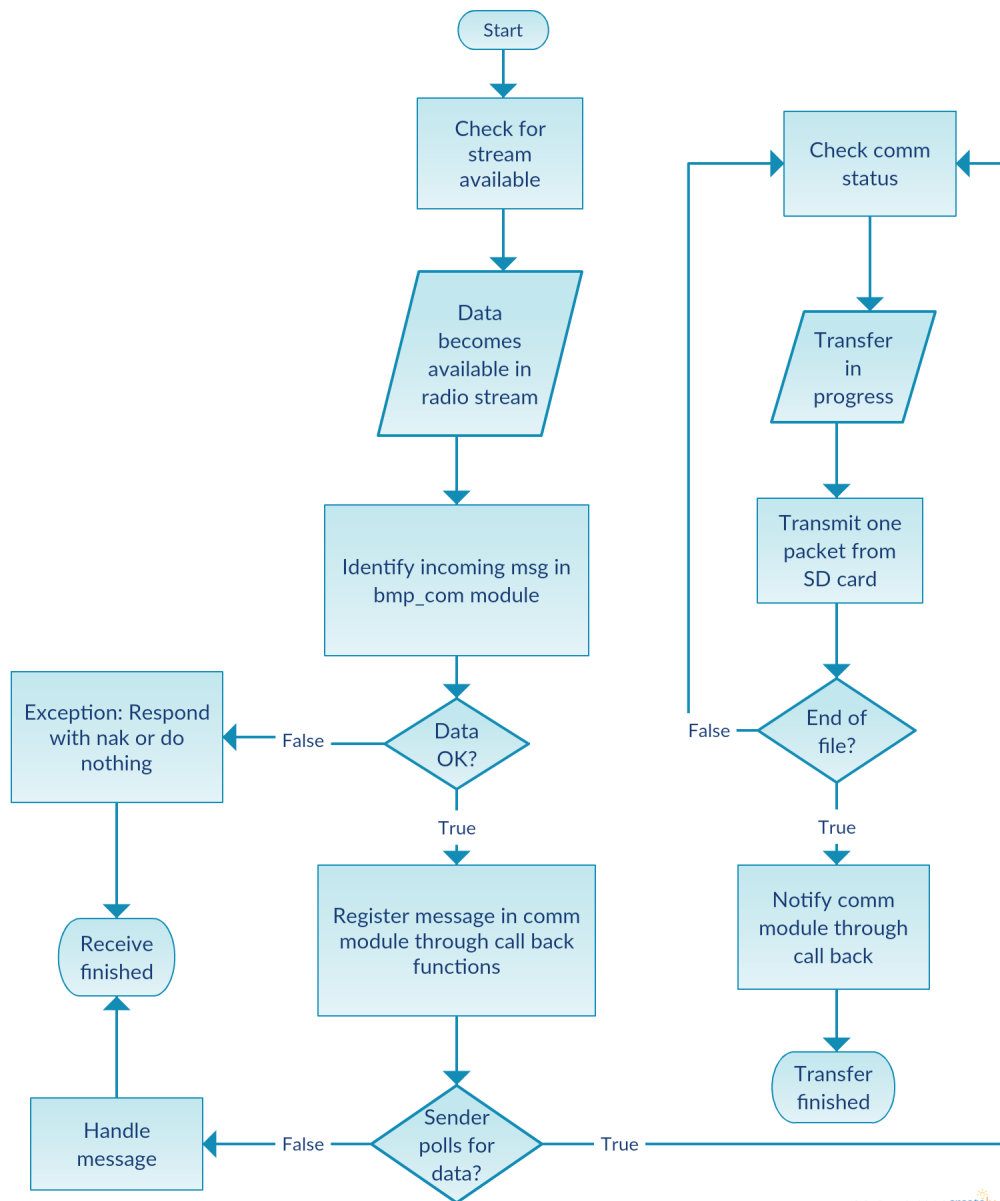 Start
Check for
stream
available
Data
becomes
available in
radio stream
Identify incoming msg in
bmp_com module
Data
OK?
False
Exception: Respond
with nak or do
nothing
True
Register message in comm
module through call back
functions
Receive
finished
Sender
polls for
data?
False
Handle
message
True
Check comm
status
Transfer
in
progress
Transmit one
packet from
SD card
End of
file?
False
True
Notify comm
module through
call back
Transfer
finished